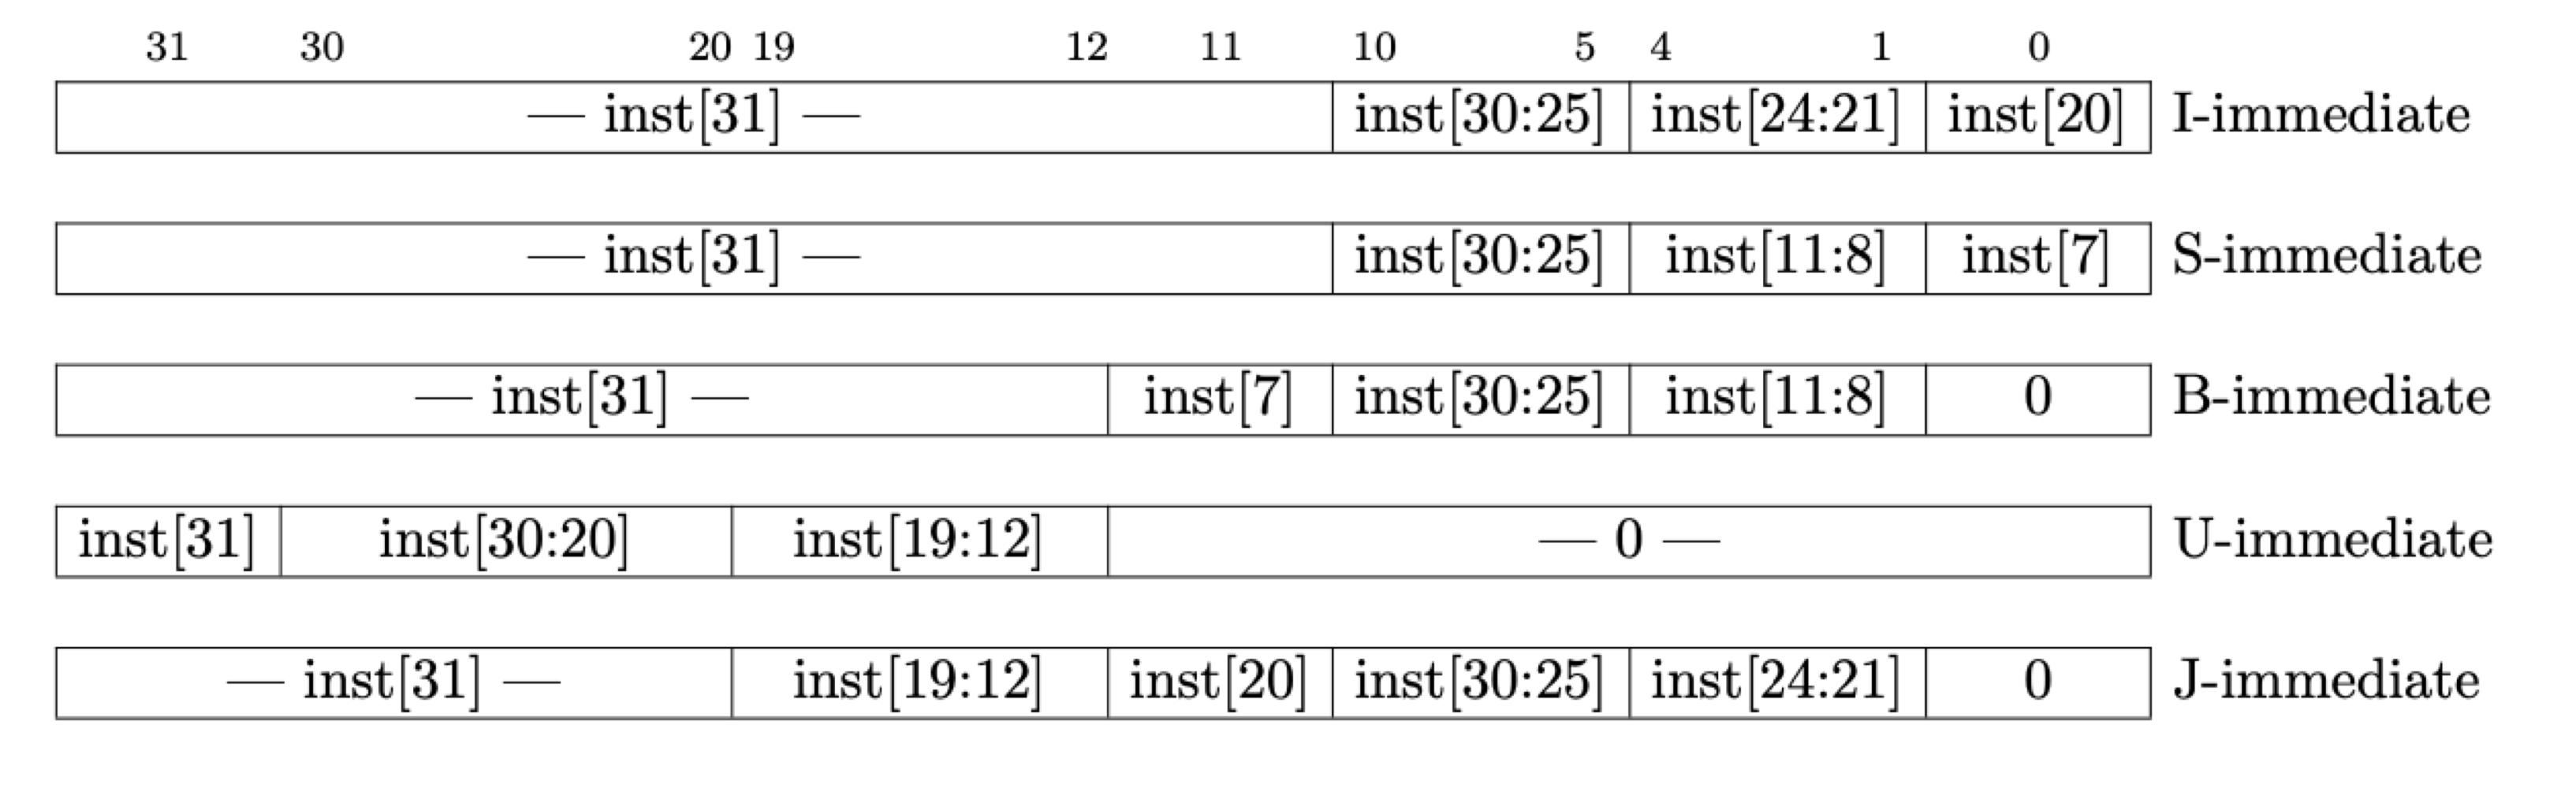 31 30 20 19 12 11 10 5 4 1 0
— inst[31] — inst[30:25] inst[24:21] inst[20] I-immediate
— inst[31] — inst[30:25] inst[11:8] inst[7] S-immediate
— inst[31] — inst[7] inst[30:25] inst[11:8] 0 B-immediate
inst[31] inst[30:20] inst[19:12] — 0 — U-immediate
— inst[31] — inst[19:12] inst[20] inst[30:25] inst[24:21] 0 J-immediate